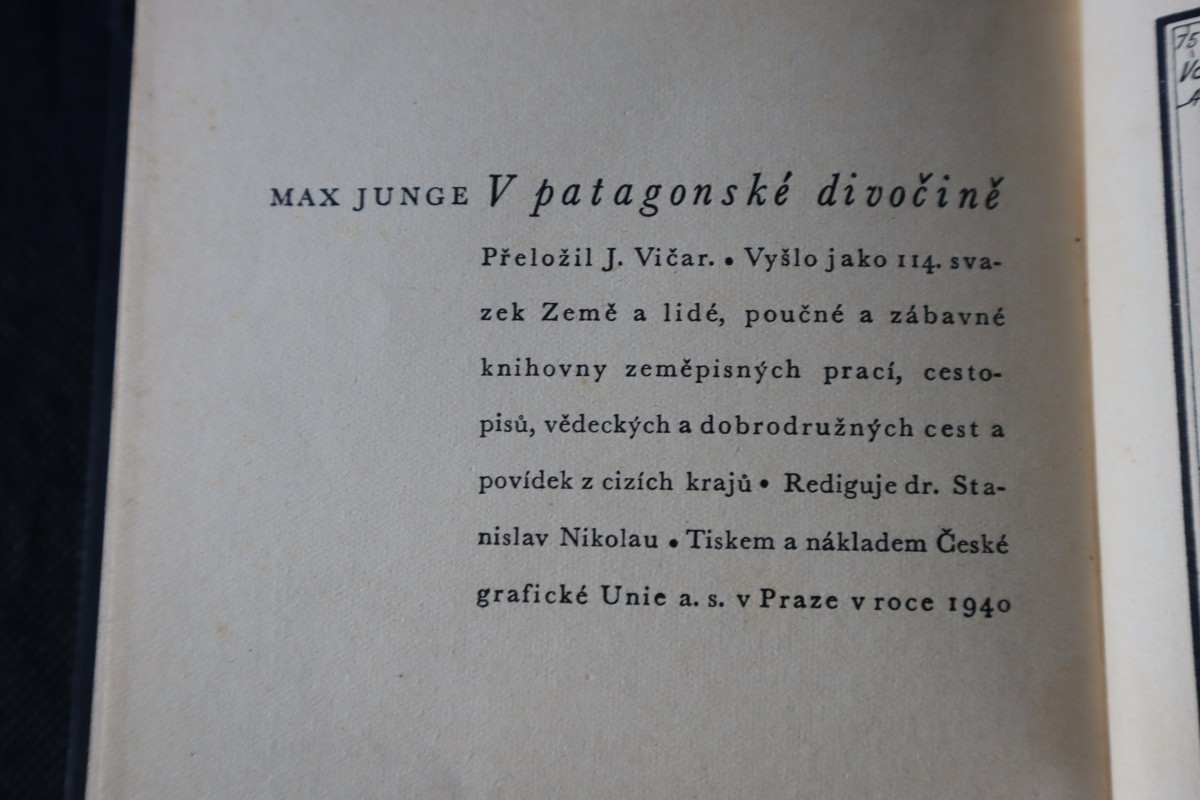 MAX JUNGE V patagonské divočině
Přeložil J. Vičar. • Vyšlo jako 114. sva-
zek Země a lidé, poučné a zábavné
knihovny zeměpisných prací, cesto-
pisů, vědeckých a dobrodružných cest a
povídek z cizích krajů • Rediguje dr. Sta-
nislav Nikolau • Tiskem a nákladem České
grafické Unie a. s. v Praze v roce 1940
75